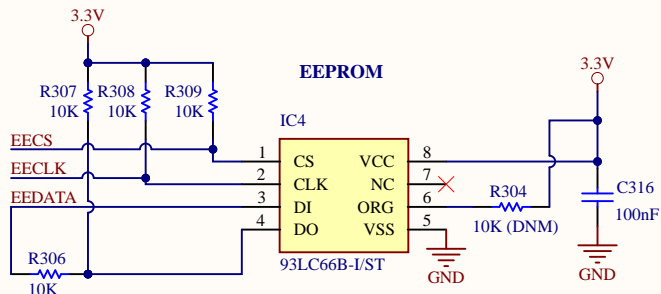 3.3V
EEPROM
3.3V
R307
10K
R308
10K
R309
10K
IC4
EECS
EECLK
EEDATA
1 CS VCC 8
2 CLK NC 7
3 DI ORG 6
4 DO VSS 5
R304
10K (DNM)
C316
100nF
R306
10K
93LC66B-I/ST
GND
GND